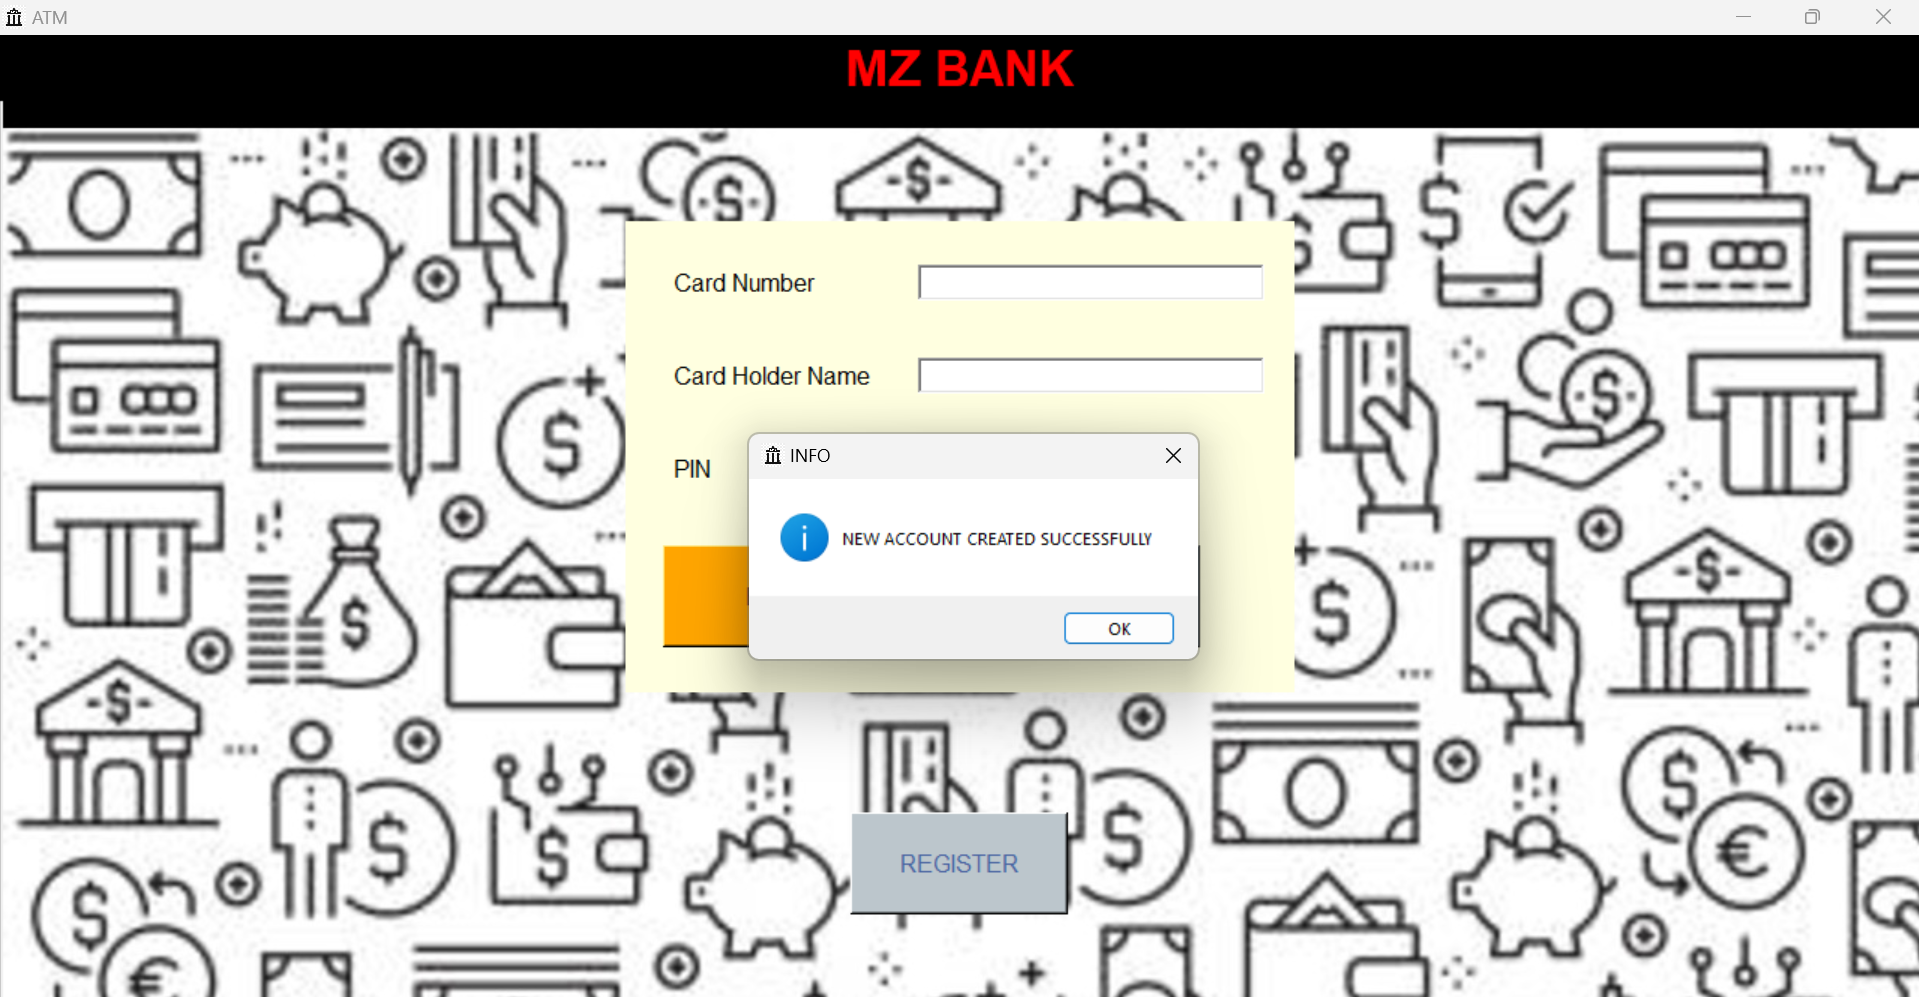 ATM
MZ BANK
Card Number
Card Holder Name
PIN
INFO
NEW ACCOUNT CREATED SUCCESSFULLY
OK
REGISTER